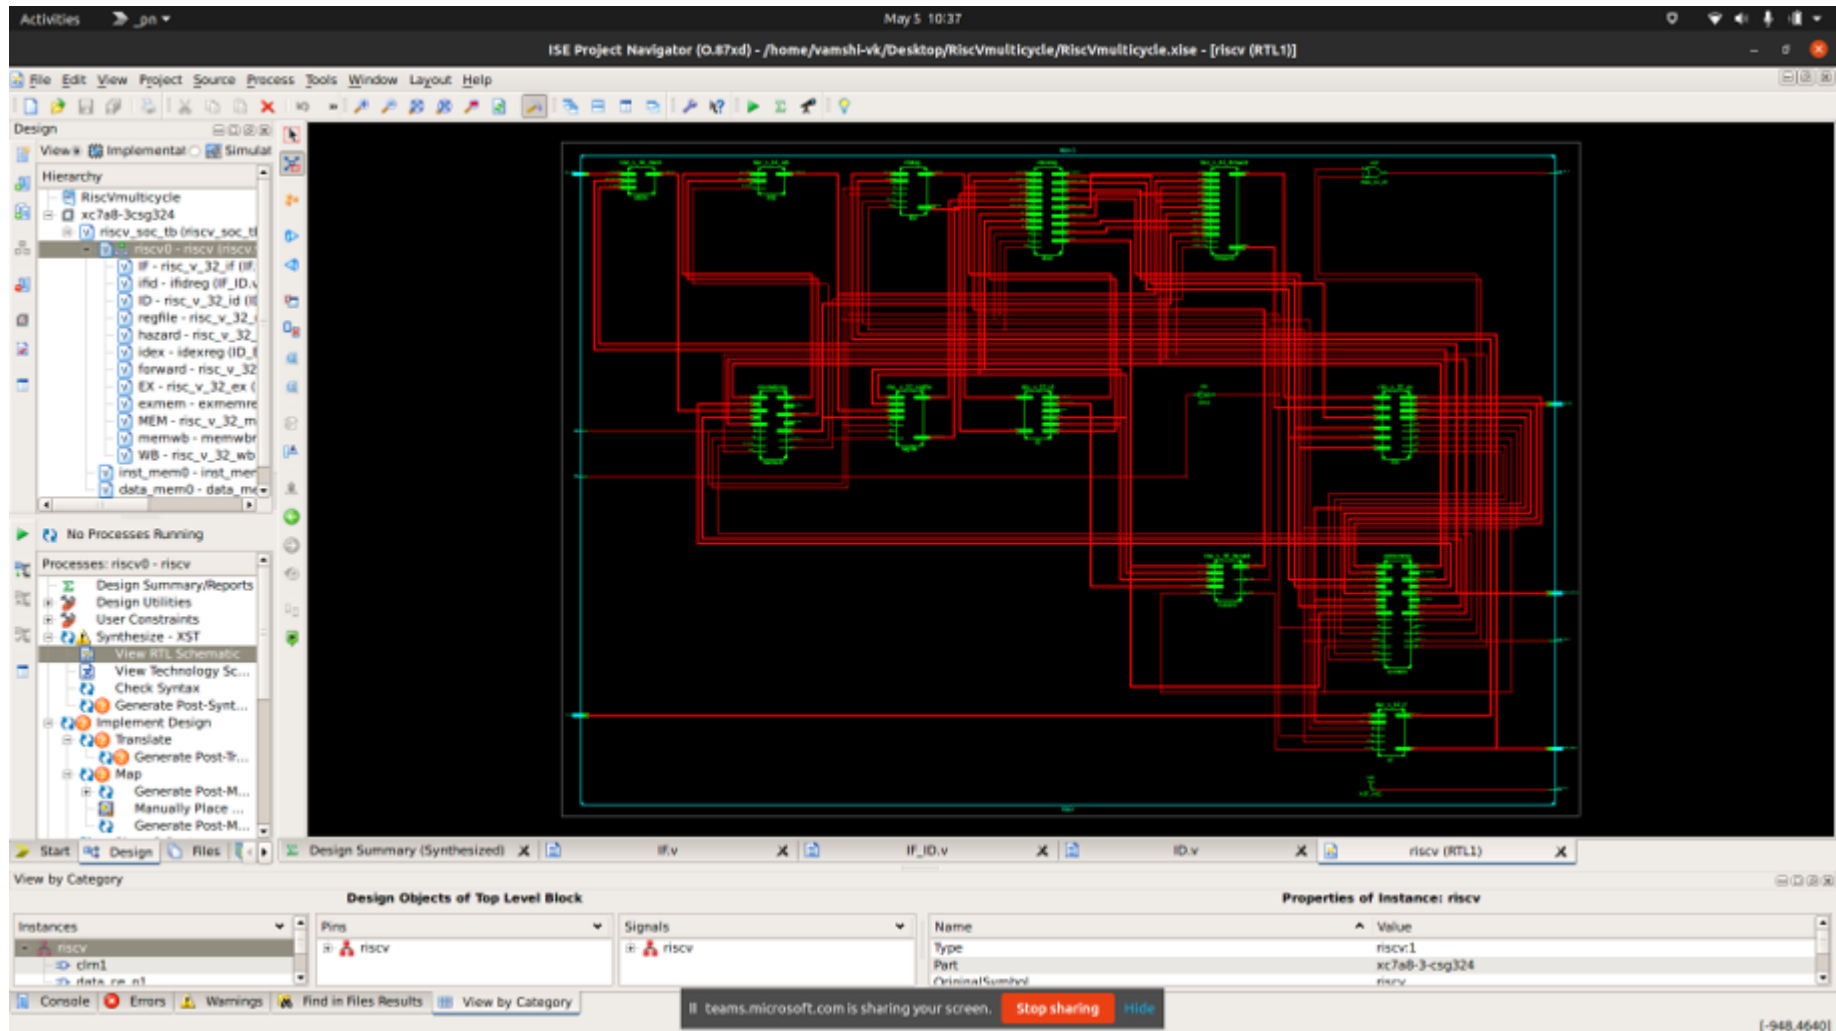 Activities
_pn
May 5 10:37
ISE Project Navigator (O.87xd) - /home/vamshi-vk/Desktop/RiscVmulticycle/RiscVmulticycle.xise - [riscv (RTL1)]
File Edit View Project Source Process Tools Window Layout Help
Design
View Implementat Simulat
Hierarchy
RiscVmulticycle
xc7a8-3csg324
riscv_soc_tb (riscv_soc_tl
riscv0 - riscv (riscv.
IF - risc_v_32_if (IF.
ifid - ifidreg (IF_ID.v
ID - risc_v_32_id (ID
regfile - risc_v_32_
hazard - risc_v_32_
idex - idexreg (ID_E
forward - risc_v_32
EX - risc_v_32_ex (
exmem - exmemre
MEM - risc_v_32_m
memwb - memwbr
WB - risc_v_32_wb
inst_mem0 - inst_mer
data_mem0 - data_me
No Processes Running
Processes: riscv0 - riscv
Design Summary/Reports
Design Utilities
User Constraints
Synthesize - XST
View RTL Schematic
View Technology Sc...
Check Syntax
Generate Post-Synt...
Implement Design
Translate
Generate Post-Tr...
Map
Generate Post-M...
Manually Place ...
Generate Post-M...
Start Design Files
Design Summary (Synthesized) IF.v IF_ID.v ID.v riscv (RTL1)
View by Category
Design Objects of Top Level Block
Properties of Instance: riscv
Instances Pins Signals Name Value
riscv riscv riscv Type riscv:1
clm1 Part xc7a8-3-csg324
data_re_n1 OriginalSymbol riscv
Console Errors Warnings Find in Files Results View by Category
teams.microsoft.com is sharing your screen. Stop sharing Hide
[-948,4640]